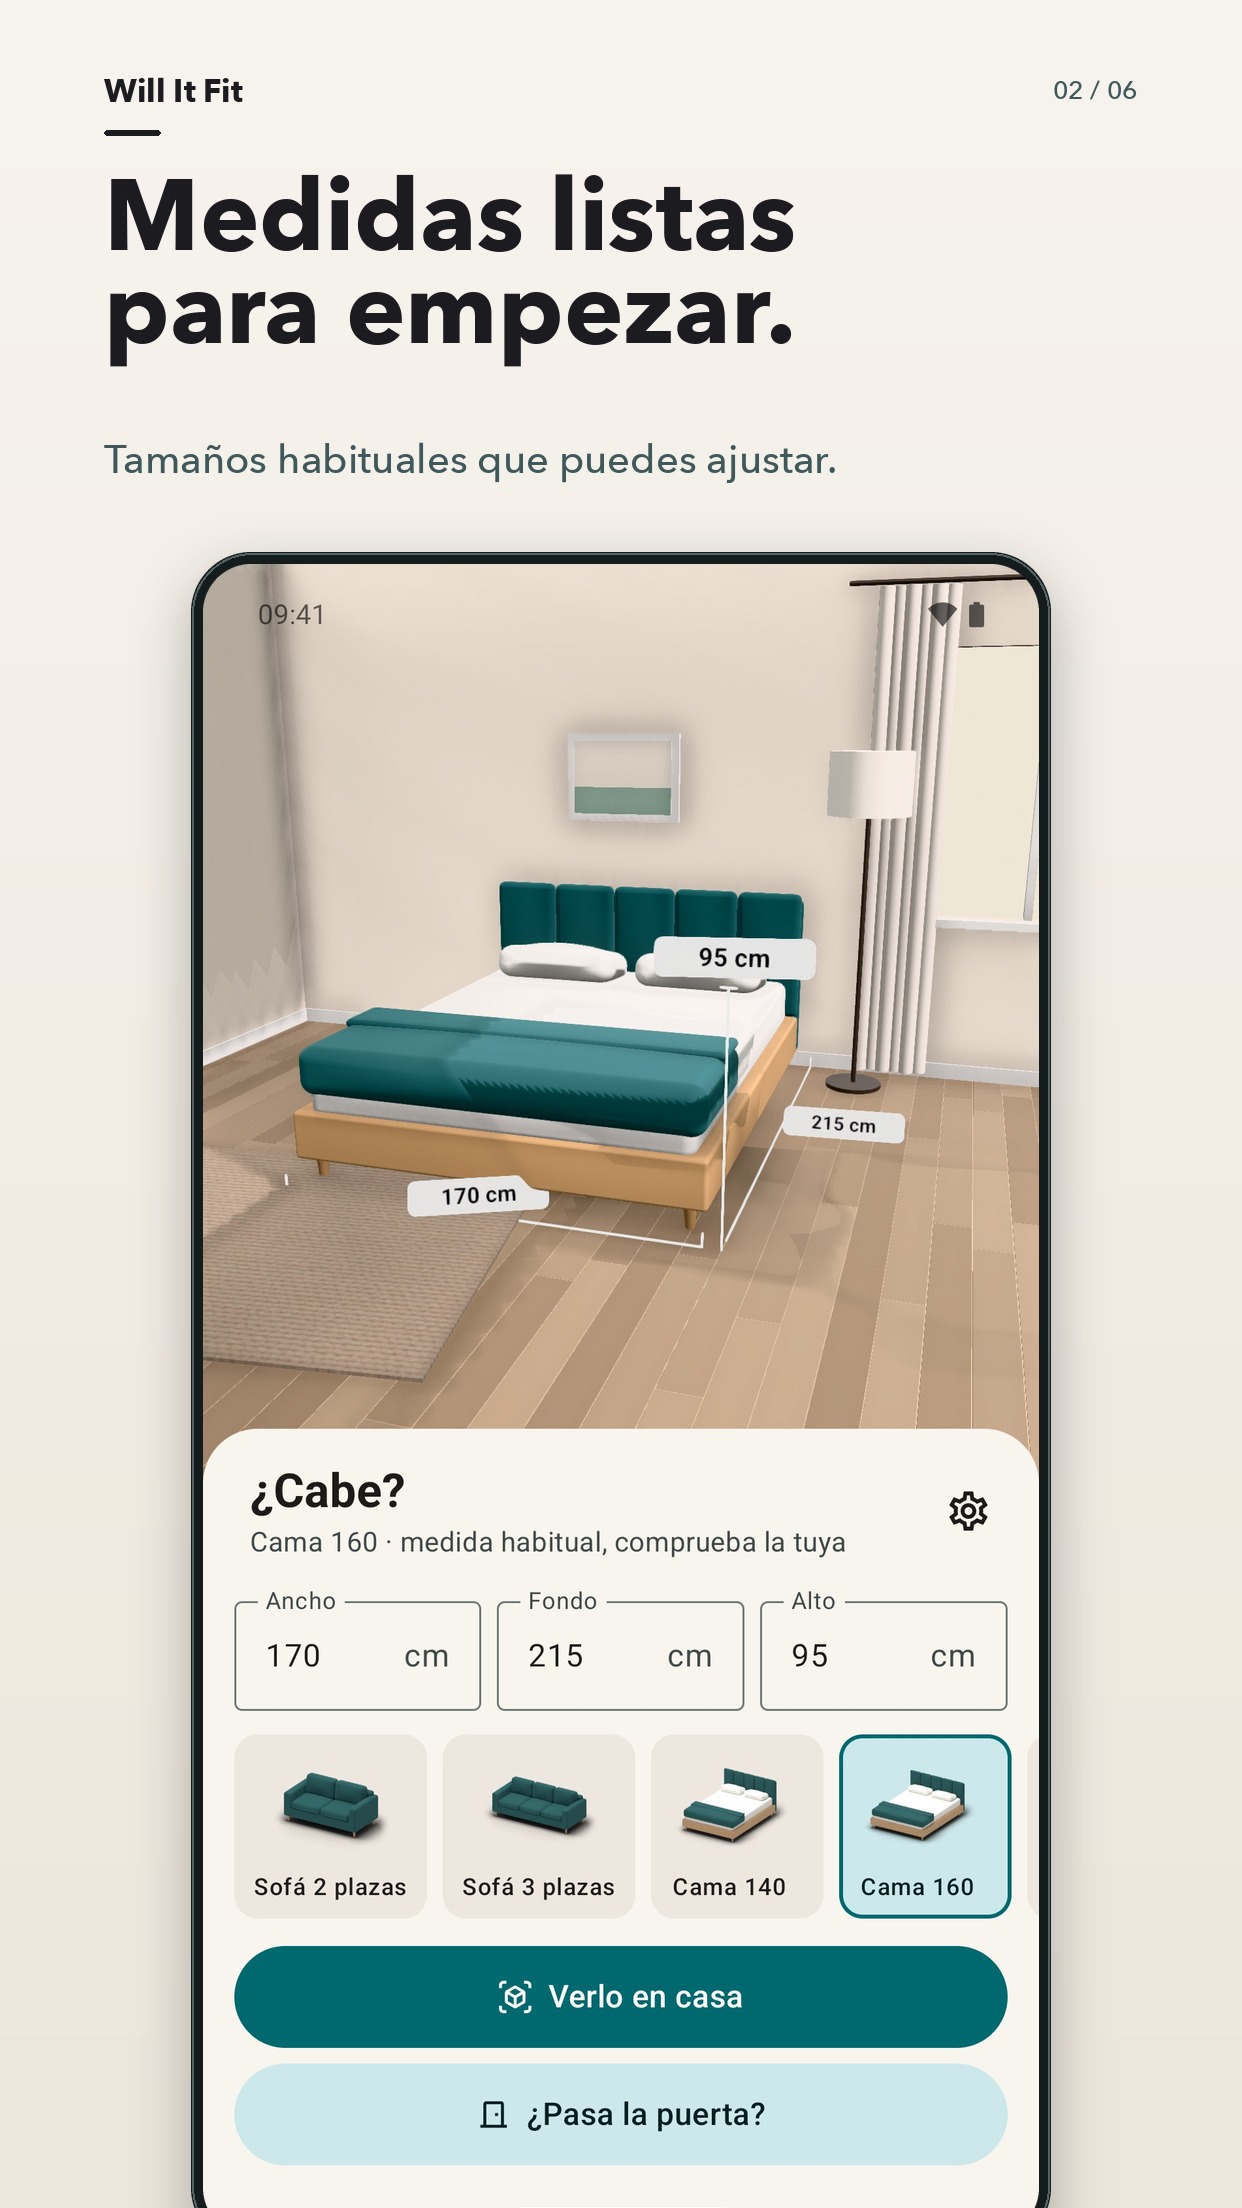 Will It Fit
02 / 06
Medidas listas
para empezar.
Tamaños habituales que puedes ajustar.
09:41
95 cm
215 cm
170 cm
¿Cabe?
Cama 160 · medida habitual, comprueba la tuya
Ancho
Fondo
Alto
170 cm
215 cm
95 cm
Sofá 2 plazas
Sofá 3 plazas
Cama 140
Cama 160
Verlo en casa
¿Pasa la puerta?